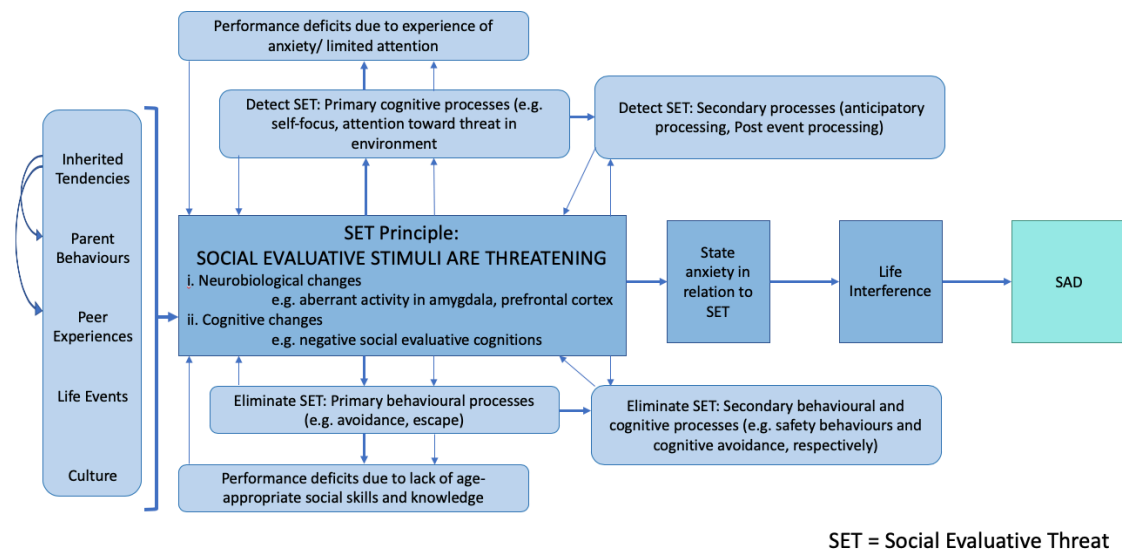 Performance deficits due to experience of
anxiety/ limited attention
Detect SET: Primary cognitive processes (e.g.
self-focus, attention toward threat in
environment
Detect SET: Secondary processes (anticipatory
processing, Post event processing)
Inherited
Tendencies
Parent
Behaviours
Peer
Experiences
Life Events
Culture
SET Principle:
SOCIAL EVALUATIVE STIMULI ARE THREATENING
i. Neurobiological changes
e.g. aberrant activity in amygdala, prefrontal cortex
ii. Cognitive changes
e.g. negative social evaluative cognitions
State
anxiety in
relation to
SET
Life
Interference
SAD
Eliminate SET: Primary behavioural processes
(e.g. avoidance, escape)
Eliminate SET: Secondary behavioural and
cognitive processes (e.g. safety behaviours and
cognitive avoidance, respectively)
Performance deficits due to lack of age-
appropriate social skills and knowledge
SET = Social Evaluative Threat